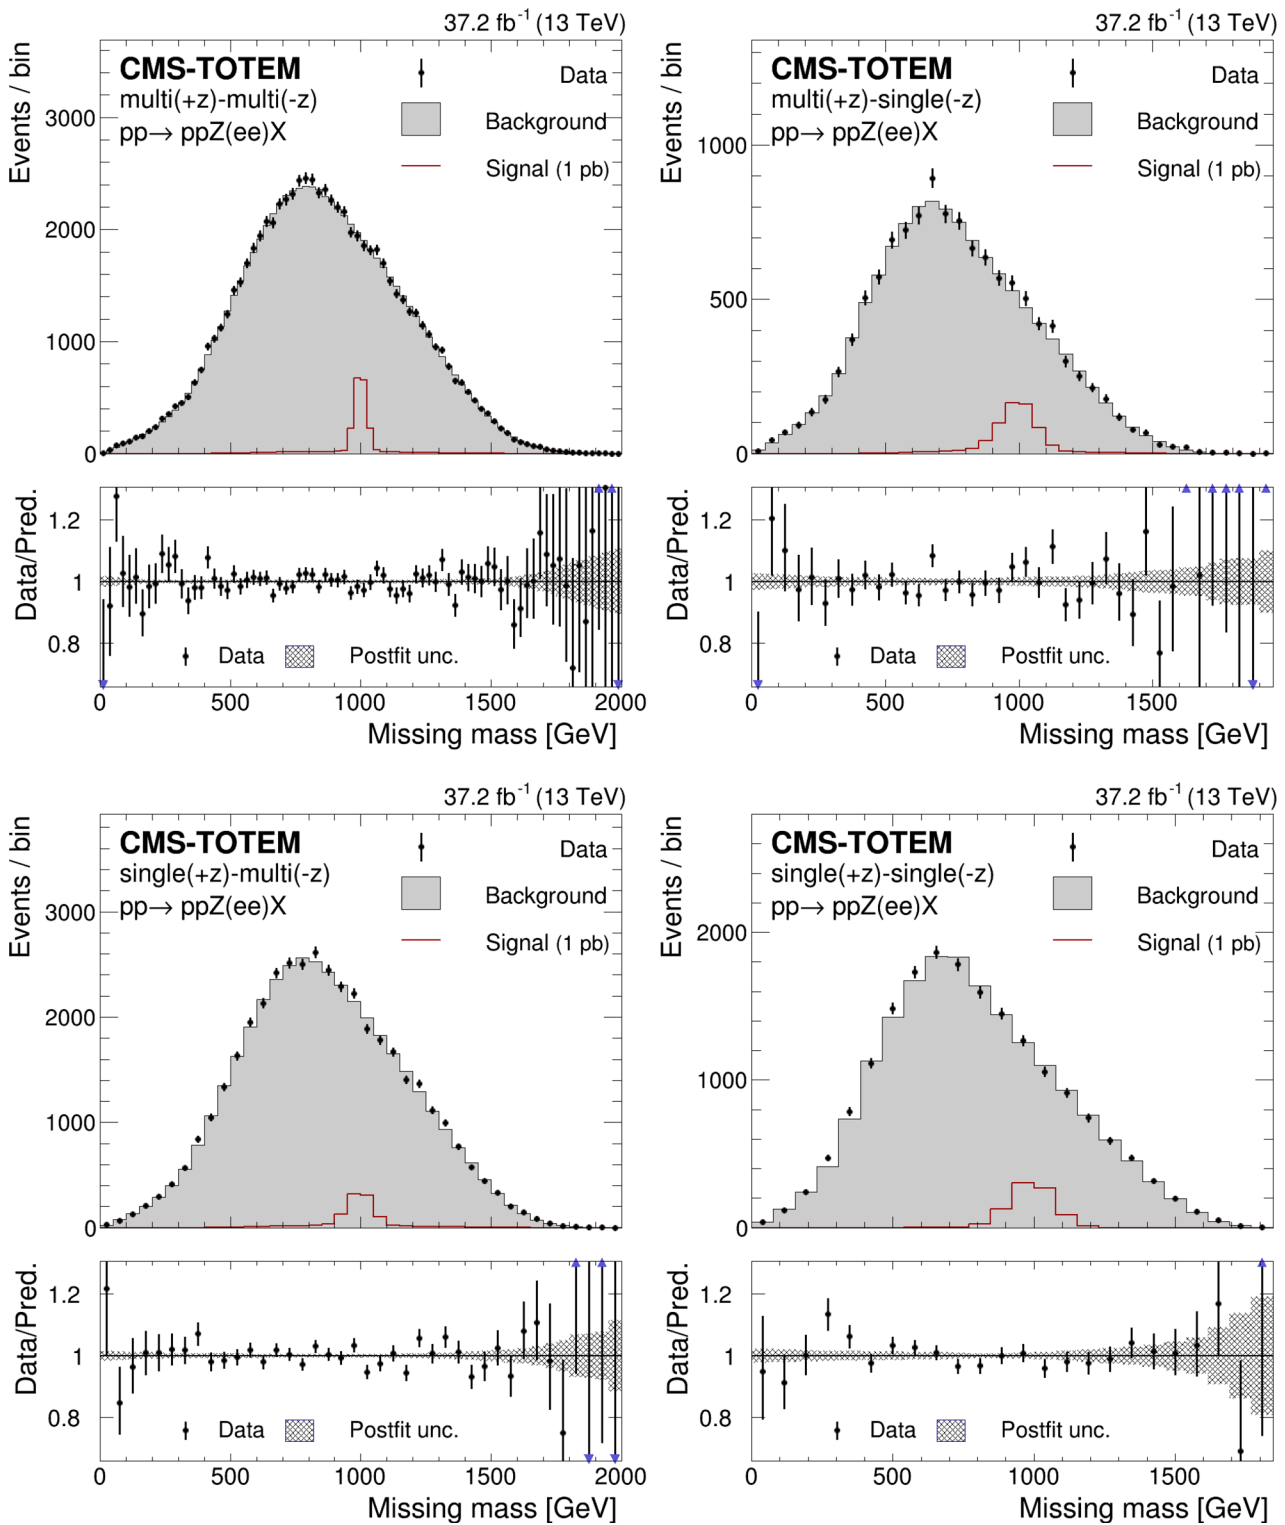 37.2 fb⁻¹ (13 TeV)
CMS-TOTEM
multi(+z)-multi(-z)
pp→ ppZ(ee)X
Data
Background
Signal (1 pb)
Events / bin
3000
2000
1000
0
Data/Pred.
1.2
1
0.8
Data
Postfit unc.
0 500 1000 1500 2000
Missing mass [GeV]
37.2 fb⁻¹ (13 TeV)
CMS-TOTEM
multi(+z)-single(-z)
pp→ ppZ(ee)X
Data
Background
Signal (1 pb)
Events / bin
1000
500
0
Data/Pred.
1.2
1
0.8
Data
Postfit unc.
0 500 1000 1500
Missing mass [GeV]
37.2 fb⁻¹ (13 TeV)
CMS-TOTEM
single(+z)-multi(-z)
pp→ ppZ(ee)X
Data
Background
Signal (1 pb)
Events / bin
3000
2000
1000
0
Data/Pred.
1.2
1
0.8
Data
Postfit unc.
0 500 1000 1500 2000
Missing mass [GeV]
37.2 fb⁻¹ (13 TeV)
CMS-TOTEM
single(+z)-single(-z)
pp→ ppZ(ee)X
Data
Background
Signal (1 pb)
Events / bin
2000
1000
0
Data/Pred.
1.2
1
0.8
Data
Postfit unc.
0 500 1000 1500
Missing mass [GeV]